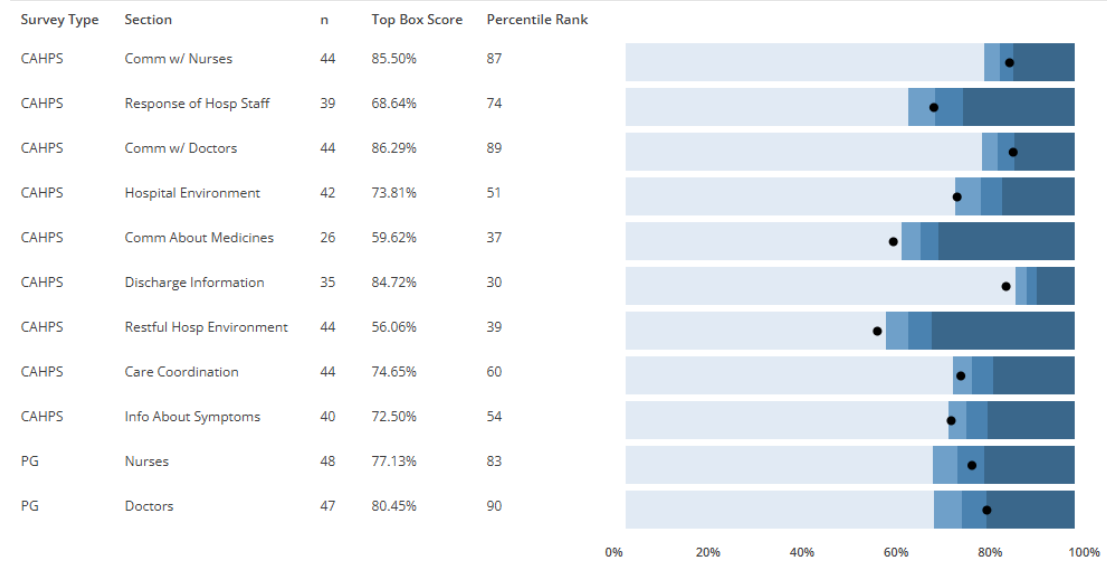 Survey Type Section n Top Box Score Percentile Rank
CAHPS Comm w/ Nurses 44 85.50% 87
CAHPS Response of Hosp Staff 39 68.64% 74
CAHPS Comm w/ Doctors 44 86.29% 89
CAHPS Hospital Environment 42 73.81% 51
CAHPS Comm About Medicines 26 59.62% 37
CAHPS Discharge Information 35 84.72% 30
CAHPS Restful Hosp Environment 44 56.06% 39
CAHPS Care Coordination 44 74.65% 60
CAHPS Info About Symptoms 40 72.50% 54
PG Nurses 48 77.13% 83
PG Doctors 47 80.45% 90
0% 20% 40% 60% 80% 100%